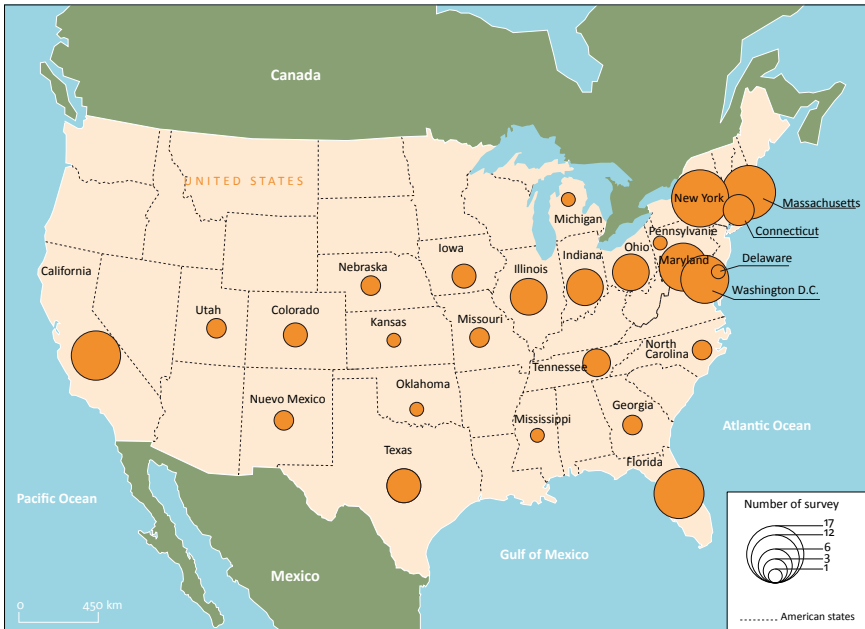 Canada
UNITED STATES
New York
Massachusetts
Michigan
Pennsylvanie
Connecticut
Iowa
Ohio
Indiana
Illinois
Maryland
Delaware
California
Nebraska
Washington D.C.
Utah
Colorado
Kansas
Missouri
North
Carolina
Tennessee
Oklahoma
Nuevo Mexico
Mississippi
Georgia
Atlantic Ocean
Texas
Florida
Pacific Ocean
Gulf of Mexico
Mexico
0 450 km
Number of survey
17
12
6
3
1
American states